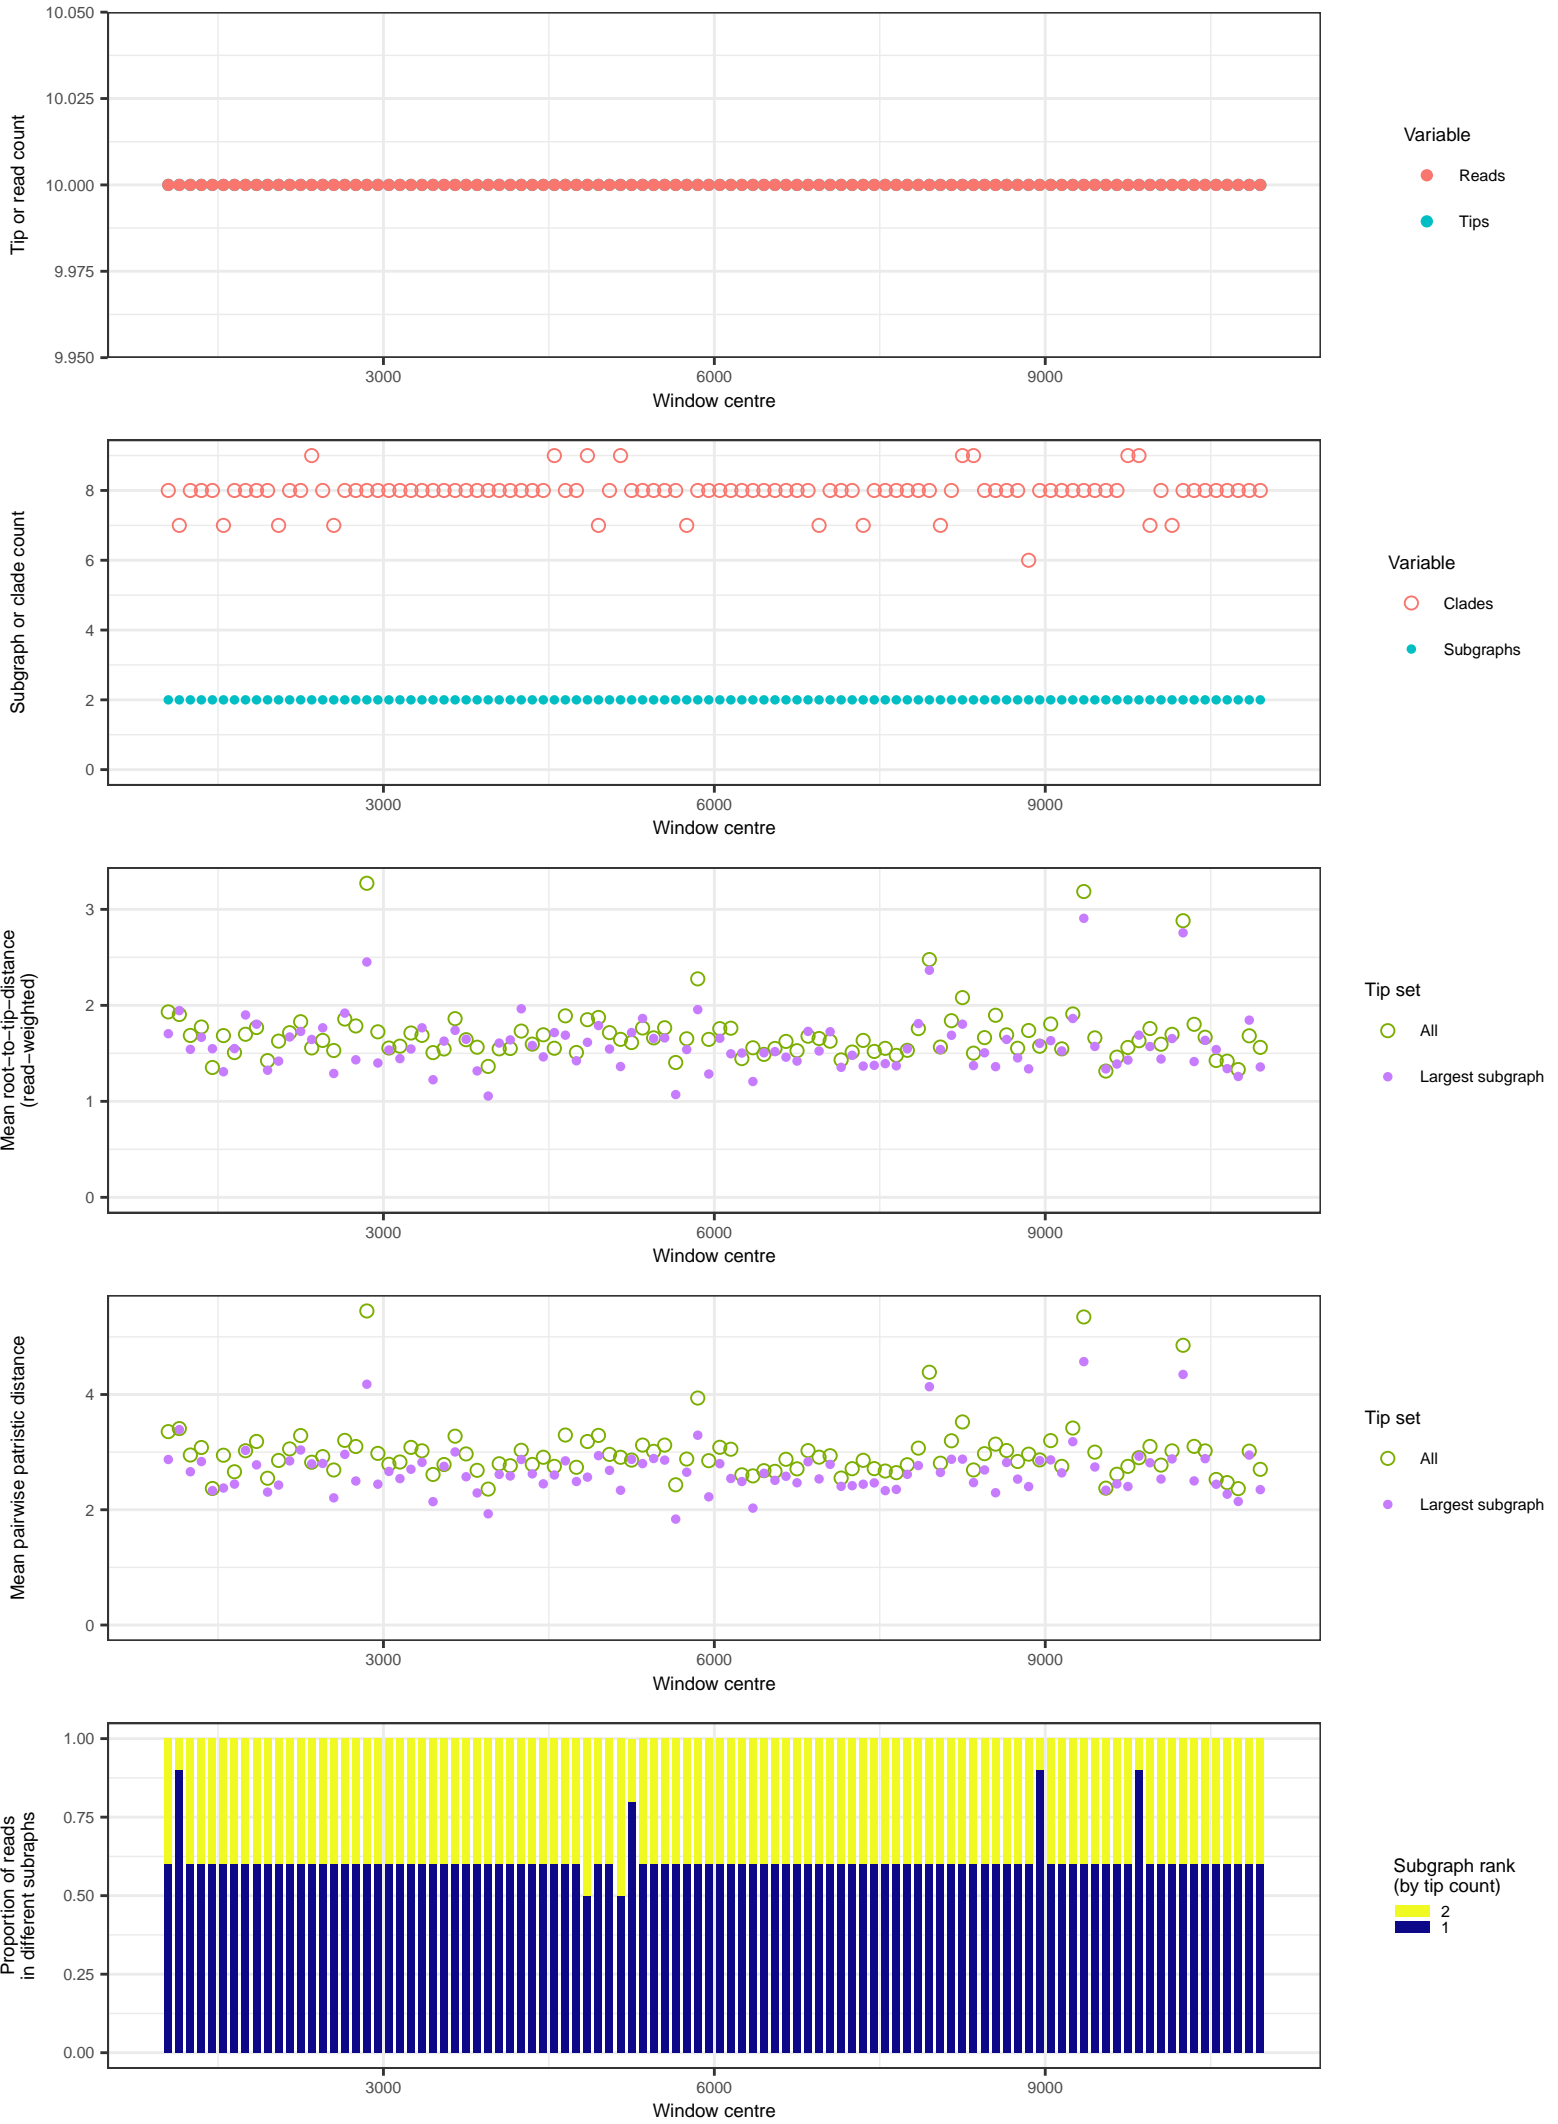 10.050
10.025
10.000
9.975
9.950
Tip or read count
3000
6000
9000
Window centre
Variable
Reads
Tips
8
6
4
2
0
Subgraph or clade count
3000
6000
9000
Window centre
Variable
Clades
Subgraphs
3
2
1
0
Mean root−to−tip−distance
(read−weighted)
3000
6000
9000
Window centre
Tip set
All
Largest subgraph
4
2
0
Mean pairwise patristic distance
3000
6000
9000
Window centre
Tip set
All
Largest subgraph
1.00
0.75
0.50
0.25
0.00
Proportion of reads
in different subraphs
3000
6000
9000
Window centre
Subgraph rank
(by tip count)
2
1